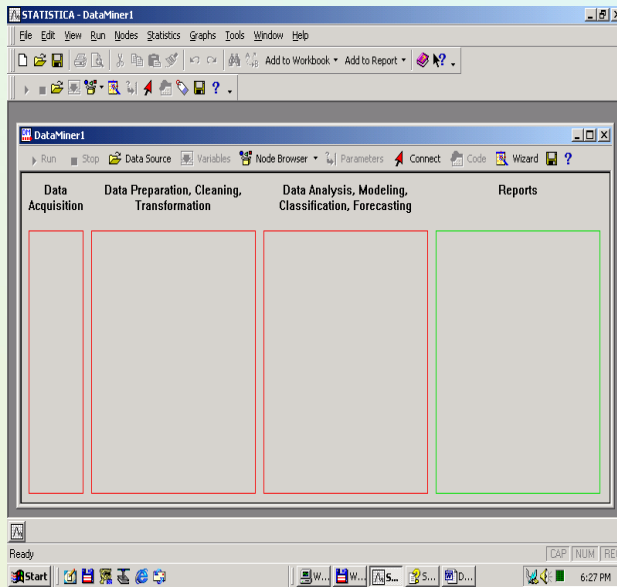 STATISTICA - DataMiner1
File Edit View Run Nodes Statistics Graphs Tools Window Help
Add to Workbook Add to Report
DataMiner1
Run Stop Data Source Variables Node Browser Parameters Connect Code Wizard
Data Acquisition
Data Preparation, Cleaning, Transformation
Data Analysis, Modeling, Classification, Forecasting
Reports
Ready
CAP NUM
Start W... W... S... S... D... 6:27 PM